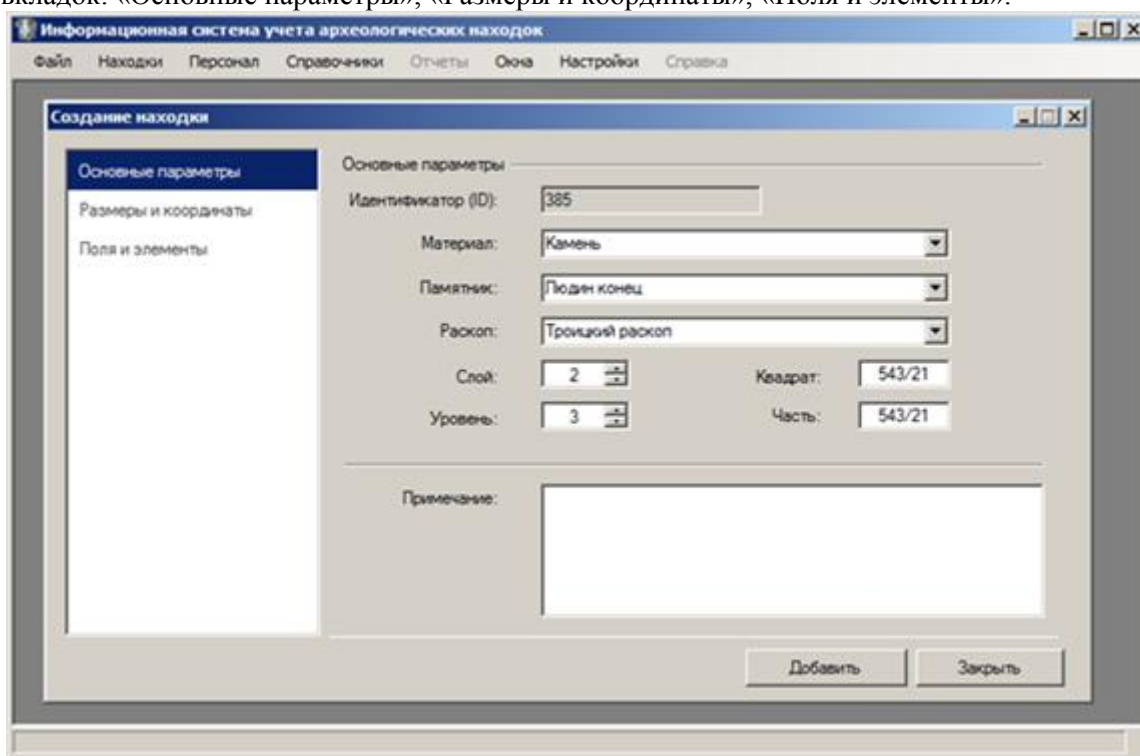 кладок: «Основные параметры», «Размеры и координаты», «Поля и элементы».
Информационная система учета археологических находок
Файл Находки Персонал Справочники Отчеты Окна Настройки Справка
Создание находки
Основные параметры
Размеры и координаты
Поля и элементы
Основные параметры
Идентификатор (ID): 385
Материал: Камень
Памятник: Людин конец
Раскоп: Троицкий раскоп
Слой: 2 Квадрат: 543/21
Уровень: 3 Часть: 543/21
Примечание:
Добавить Закрыть